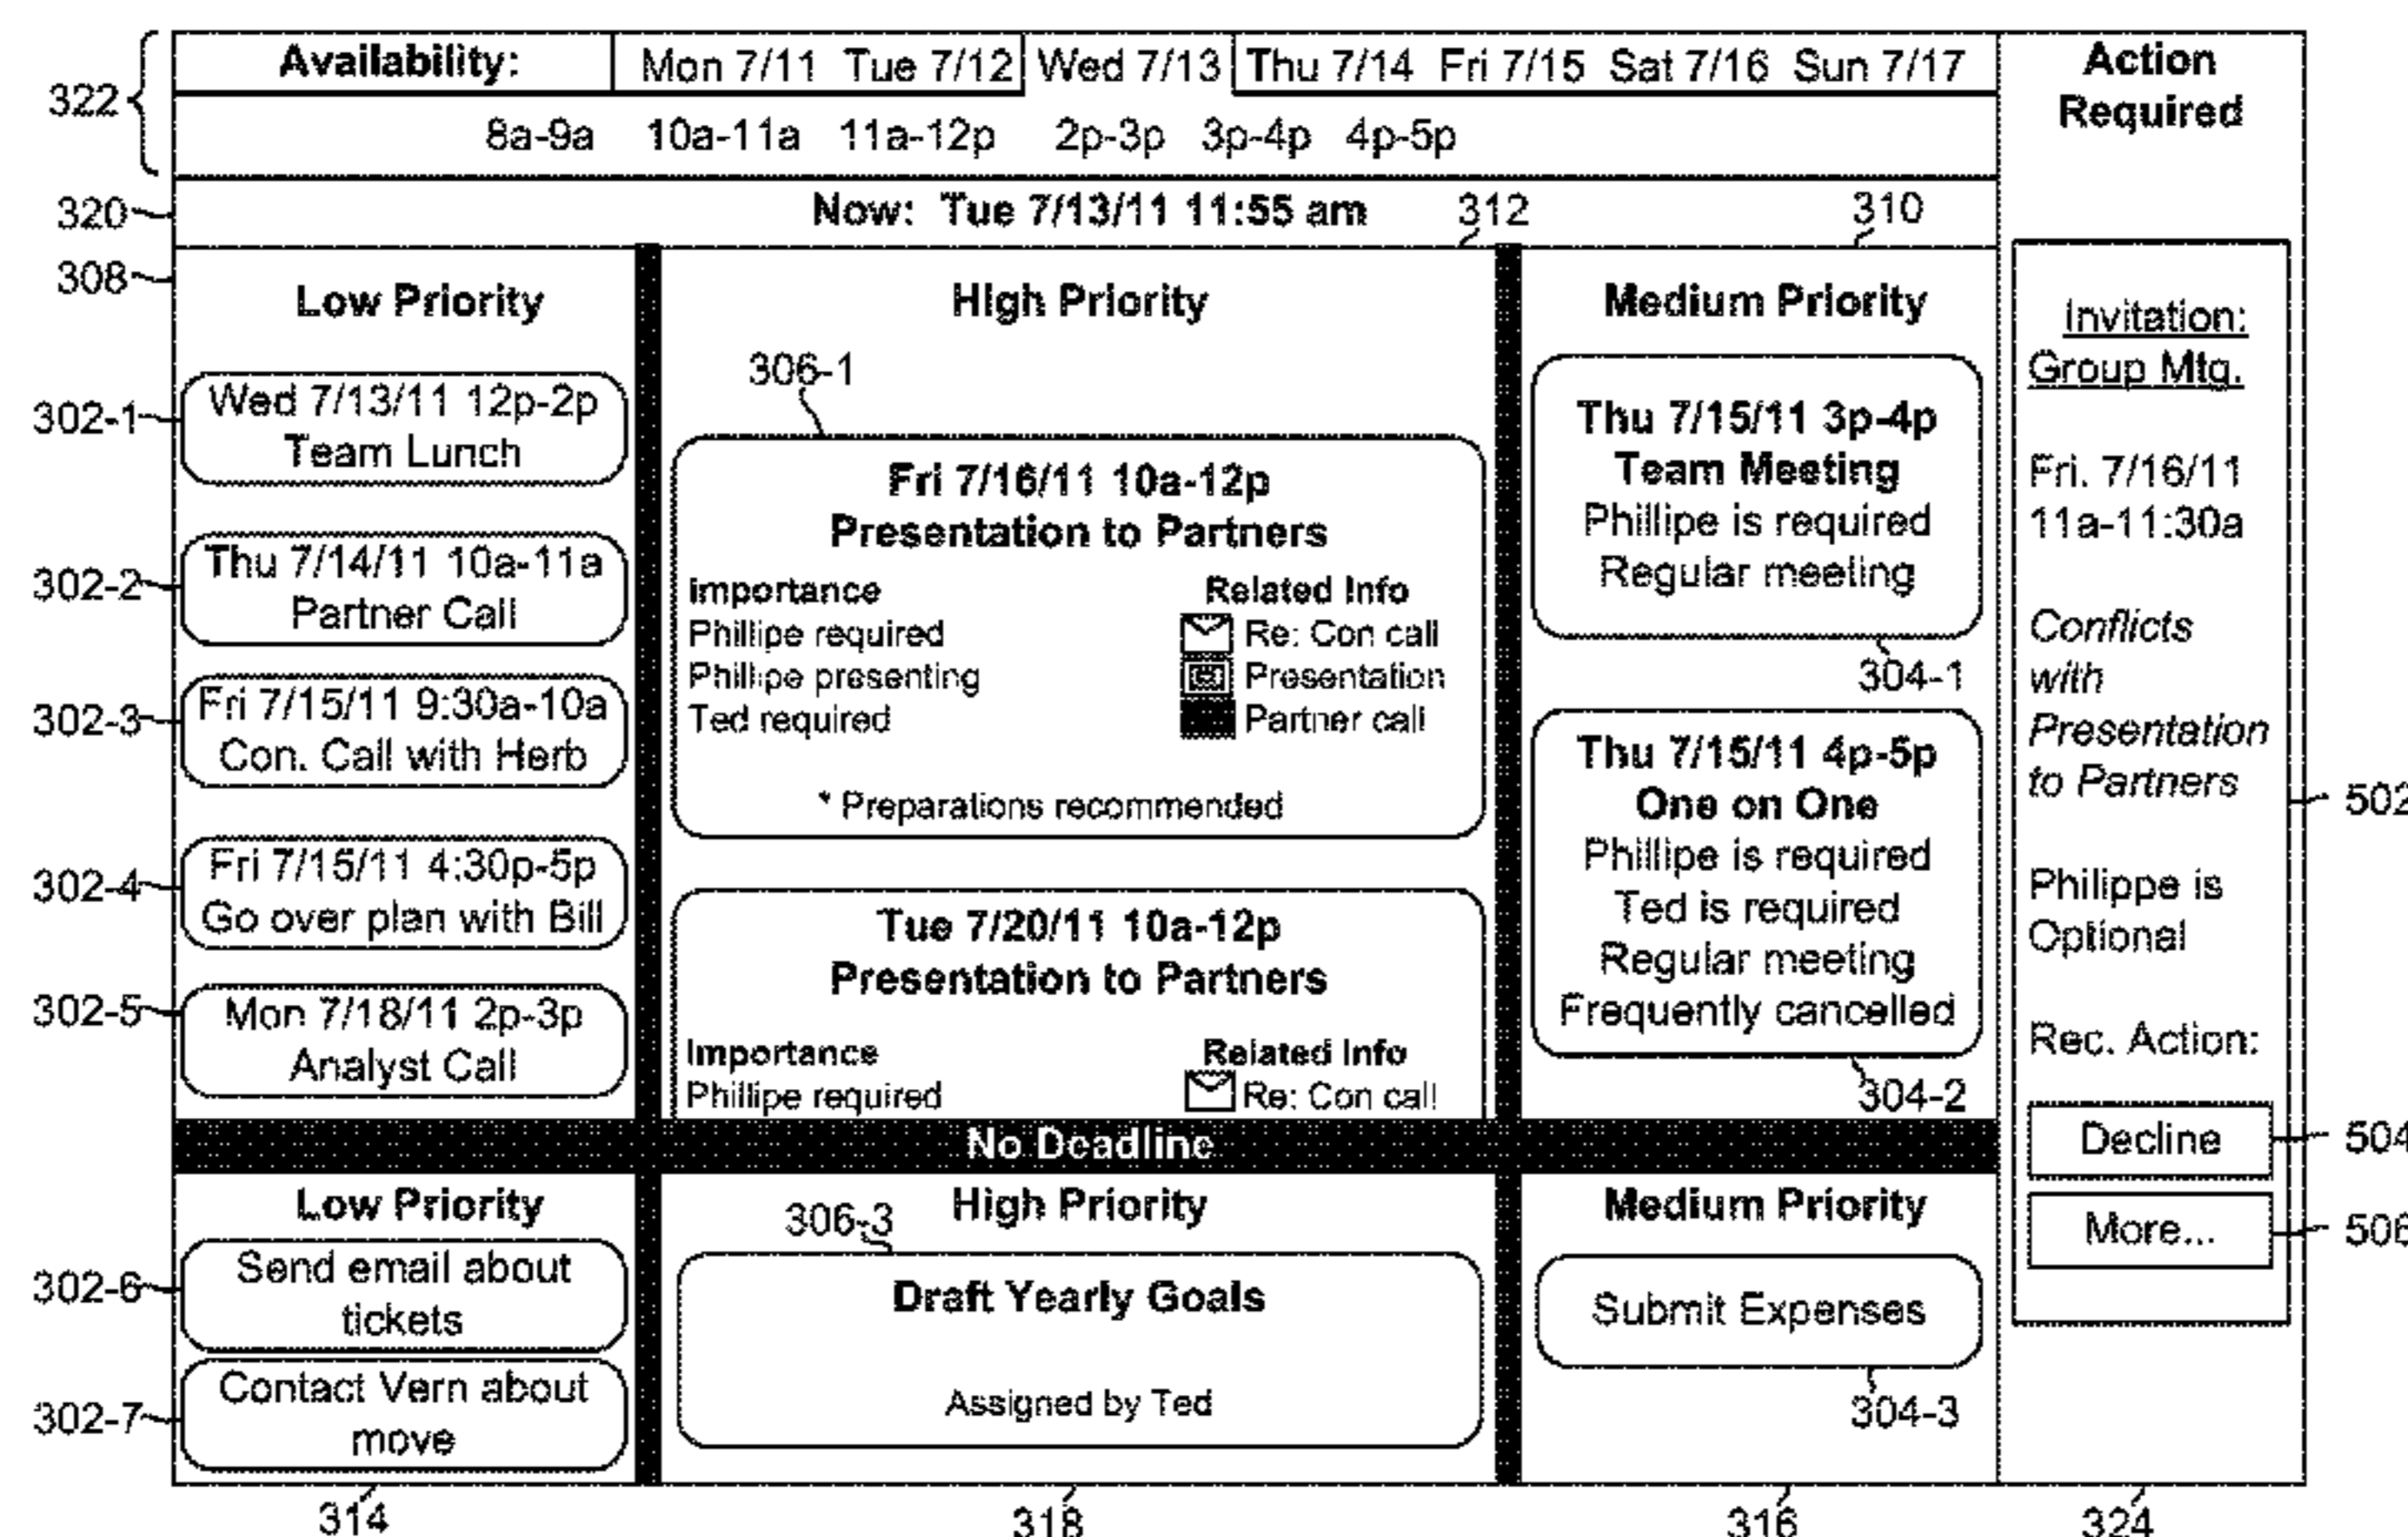 Availability: Mon 7/11 Tue 7/12 Wed 7/13 Thu 7/14 Fri 7/15 Sat 7/16 Sun 7/17
322
8a-9a 10a-11a 11a-12p 2p-3p 3p-4p 4p-5p
320
Now: Tue 7/13/11 11:55 am
312
310
308
Low Priority
302-1
Wed 7/13/11 12p-2p
Team Lunch
302-2
Thu 7/14/11 10a-11a
Partner Call
302-3
Fri 7/15/11 9:30a-10a
Con. Call with Herb
302-4
Fri 7/15/11 4:30p-5p
Go over plan with Bill
302-5
Mon 7/18/11 2p-3p
Analyst Call
High Priority
306-1
Fri 7/16/11 10a-12p
Presentation to Partners
Importance Related Info
Phillipe required Re: Con call
Phillipe presenting Presentation
Ted required Partner call
* Preparations recommended
Tue 7/20/11 10a-12p
Presentation to Partners
Importance Related Info
Phillipe required Re: Con call
Medium Priority
Thu 7/15/11 3p-4p
Team Meeting
Phillipe is required
Regular meeting
304-1
Thu 7/15/11 4p-5p
One on One
Phillipe is required
Ted is required
Regular meeting
Frequently cancelled
304-2
No Deadline
Low Priority
302-6
Send email about
tickets
302-7
Contact Vern about
move
314
High Priority
306-3
Draft Yearly Goals
Assigned by Ted
318
Medium Priority
Submit Expenses
304-3
316
Action
Required
Invitation:
Group Mtg.
Fri. 7/16/11
11a-11:30a
Conflicts
with
Presentation
to Partners
502
Philippe is
Optional
Rec. Action:
Decline
504
More...
506
324